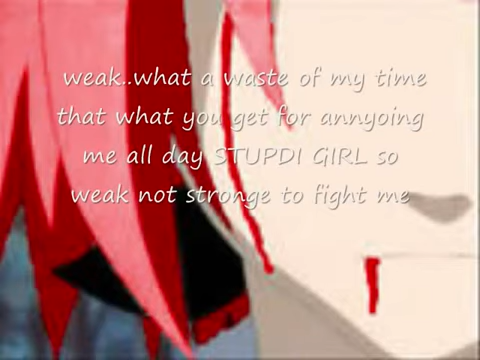 weak..what a waste of my time
that what you get for annyoing
me all day STUPDI GIRL so
weak not stronge to fight me